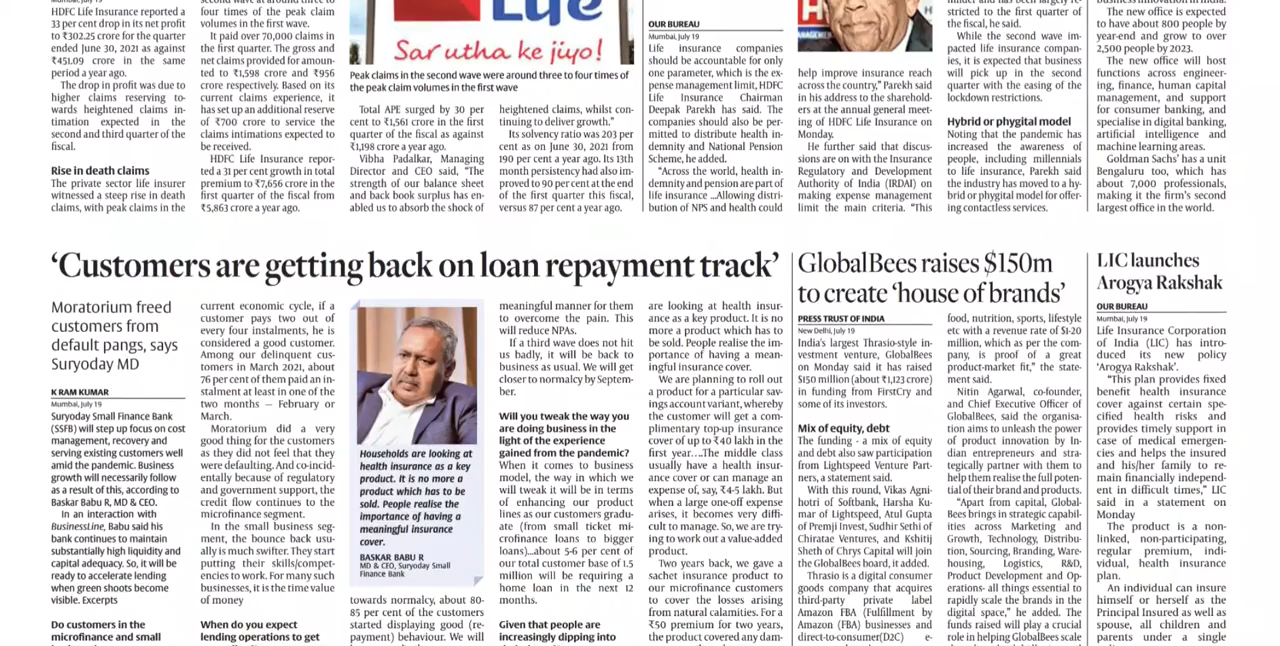 HDFC Life Insurance reported a
33 per cent drop in its net profit
to ₹302.25 crore for the quarter
ended June 30, 2021 as against
₹451.09 crore in the same
period a year ago.
The drop in profit was due to
higher claims reserving to-
wards heightened claims in-
timation expected in the
second and third quarter of the
fiscal.
Rise in death claims
The private sector life insurer
witnessed a steep rise in death
claims, with peak claims in the
four times of the peak claim
volumes in the first wave.
It paid over 70,000 claims in
the first quarter. The gross and
net claims provided for amoun-
ted to ₹1,598 crore and ₹956
crore respectively. Based on its
current claims experience, it
has set up an additional reserve
of ₹700 crore to service the
claims intimations expected to
be received.
HDFC Life Insurance repor-
ted a 31 per cent growth in total
premium to ₹7,656 crore in the
first quarter of the fiscal from
₹5,863 crore a year ago.
Life
Sar utha ke jiyo!
Peak claims in the second wave were around three to four times of
the peak claim volumes in the first wave
Total APE surged by 30 per
cent to ₹1,561 crore in the first
quarter of the fiscal as against
₹1,198 crore a year ago.
Vibha Padalkar, Managing
Director and CEO said, “The
strength of our balance sheet
and back book surplus has en-
abled us to absorb the shock of
heightened claims, whilst con-
tinuing to deliver growth.”
Its solvency ratio was 203 per
cent as on June 30, 2021 from
190 per cent a year ago. Its 13th
month persistency had also im-
proved to 90 per cent at the end
of the first quarter this fiscal,
versus 87 per cent a year ago.
OUR BUREAU
Mumbai, July 19
Life insurance companies
should be accountable for only
one parameter, which is the ex-
pense management limit, HDFC
Life Insurance Chairman
Deepak Parekh has said. The
companies should also be per-
mitted to distribute health in-
demnity and National Pension
Scheme, he added.
“Across the world, health in-
demnity and pension are part of
life insurance ...Allowing distri-
bution of NPS and health could
help improve insurance reach
across the country,” Parekh said
in his address to the sharehold-
ers at the annual general meet-
ing of HDFC Life Insurance on
Monday.
He further said that discus-
sions are on with the Insurance
Regulatory and Development
Authority of India (IRDAI) on
making expense management
limit the main criteria. “This
stricted to the first quarter of
the fiscal, he said.
While the second wave im-
pacted life insurance compan-
ies, it is expected that business
will pick up in the second
quarter with the easing of the
lockdown restrictions.
Hybrid or phygital model
Noting that the pandemic has
increased the awareness of
people, including millennials
to life insurance, Parekh said
the industry has moved to a hy-
brid or phygital model for offer-
ing contactless services.
The new office is expected
to have about 800 people by
year-end and grow to over
2,500 people by 2023.
The new office will host
functions across engineer-
ing, finance, human capital
management, and support
for consumer banking, and
specialise in digital banking,
artificial intelligence and
machine learning areas.
Goldman Sachs’ has a unit
Bengaluru too, which has
about 7,000 professionals,
making it the firm’s second
largest office in the world.
‘Customers are getting back on loan repayment track’
Moratorium freed
customers from
default pangs, says
Suryoday MD
K RAM KUMAR
Mumbai, July 19
Suryoday Small Finance Bank
(SSFB) will step up focus on cost
management, recovery and
serving existing customers well
amid the pandemic. Business
growth will necessarily follow
as a result of this, according to
Baskar Babu R, MD & CEO.
In an interaction with
BusinessLine, Babu said his
bank continues to maintain
substantially high liquidity and
capital adequacy. So, it will be
ready to accelerate lending
when green shoots become
visible. Excerpts
Do customers in the
microfinance and small
current economic cycle, if a
customer pays two out of
every four instalments, he is
considered a good customer.
Among our delinquent cus-
tomers in March 2021, about
76 per cent of them paid an in-
stalment at least in one of the
two months — February or
March.
Moratorium did a very
good thing for the customers
as they did not feel that they
were defaulting. And co-incid-
entally because of regulatory
and government support, the
credit flow continues to the
microfinance segment.
In the small business seg-
ment, the bounce back usu-
ally is much swifter. They start
putting their skills/compet-
encies to work. For many such
businesses, it is the time value
of money
When do you expect
lending operations to get
Households are looking at
health insurance as a key
product. It is no more a
product which has to be
sold. People realise the
importance of having a
meaningful insurance
cover.
BASKAR BABU R
MD & CEO, Suryoday Small
Finance Bank
towards normalcy, about 80-
85 per cent of the customers
started displaying good (re-
payment) behaviour. We will
meaningful manner for them
to overcome the pain. This
will reduce NPAs.
If a third wave does not hit
us badly, it will be back to
business as usual. We will get
closer to normalcy by Septem-
ber.
Will you tweak the way you
are doing business in the
light of the experience
gained from the pandemic?
When it comes to business
model, the way in which we
will tweak it will be in terms
of enhancing our product
lines as our customers gradu-
ate (from small ticket mi-
crofinance loans to bigger
loans)...about 5-6 per cent of
our total customer base of 1.5
million will be requiring a
home loan in the next 12
months.
Given that people are
increasingly dipping into
are looking at health insur-
ance as a key product. It is no
more a product which has to
be sold. People realise the im-
portance of having a mean-
ingful insurance cover.
We are planning to roll out
a product for a particular sav-
ings account variant, whereby
the customer will get a com-
plimentary top-up insurance
cover of up to ₹40 lakh in the
first year....The middle class
usually have a health insur-
ance cover or can manage an
expense of, say, ₹4-5 lakh. But
when a large one-off expense
arises, it becomes very diffi-
cult to manage. So, we are try-
ing to work out a value-added
product.
Two years back, we gave a
sachet insurance product to
our microfinance customers
to cover the losses arising
from natural calamities. For a
₹50 premium for two years,
the product covered any dam-
GlobalBees raises $150m
to create ‘house of brands’
PRESS TRUST OF INDIA
New Delhi, July 19
India’s largest Thrasio-style in-
vestment venture, GlobalBees
on Monday said it has raised
$150 million (about ₹1,123 crore)
in funding from FirstCry and
some of its investors.
Mix of equity, debt
The funding - a mix of equity
and debt also saw participation
from Lightspeed Venture Part-
ners, a statement said.
With this round, Vikas Agni-
hotri of Softbank, Harsha Ku-
mar of Lightspeed, Atul Gupta
of Premji Invest, Sudhir Sethi of
Chiratae Ventures, and Kshitij
Sheth of Chrys Capital will join
the GlobalBees board, it added.
Thrasio is a digital consumer
goods company that acquires
third-party private label
Amazon FBA (Fulfillment by
Amazon (FBA) businesses and
direct-to-consumer(D2C) e-
food, nutrition, sports, lifestyle
etc with a revenue rate of $1-20
million, which as per the com-
pany, is proof of a great
product-market fit,” the state-
ment said.
Nitin Agarwal, co-founder,
and Chief Executive Officer of
GlobalBees, said the organisa-
tion aims to unleash the power
of product innovation by In-
dian entrepreneurs and stra-
tegically partner with them to
help them realise the full poten-
tial of their brand and products.
“Apart from capital, Global-
Bees brings in strategic capabil-
ities across Marketing and
Growth, Technology, Distribu-
tion, Sourcing, Branding, Ware-
housing, Logistics, R&D,
Product Development and Op-
erations- all things essential to
rapidly scale the brands in the
digital space,” he added. The
funds raised will play a crucial
role in helping GlobalBees scale
LIC launches
Arogya Rakshak
OUR BUREAU
Mumbai, July 19
Life Insurance Corporation
of India (LIC) has intro-
duced its new policy
‘Arogya Rakshak’.
“This plan provides fixed
benefit health insurance
cover against certain spe-
cified health risks and
provides timely support in
case of medical emergen-
cies and helps the insured
and his/her family to re-
main financially independ-
ent in difficult times,” LIC
said in a statement on
Monday
The product is a non-
linked, non-participating,
regular premium, indi-
vidual, health insurance
plan.
An individual can insure
himself or herself as the
Principal Insured as well as
spouse, all children and
parents under a single